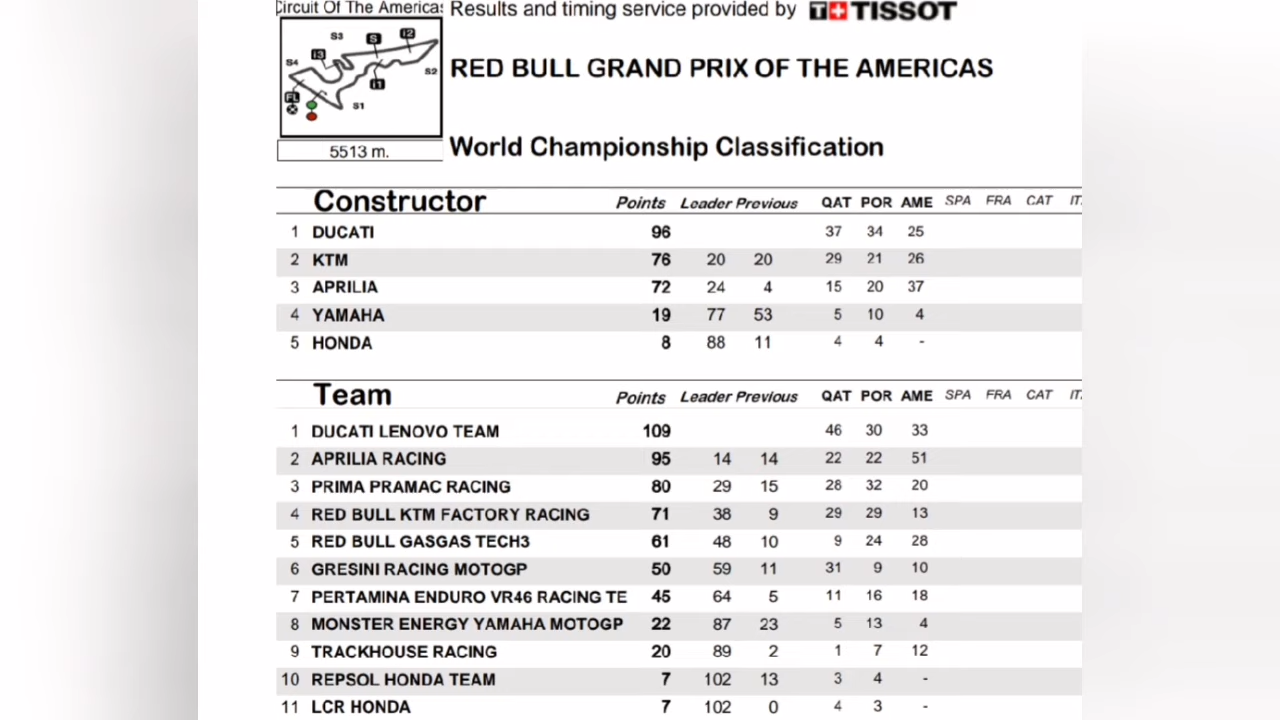 Circuit Of The Americas Results and timing service provided by T+TISSOT
S3 S I2
S4 I3
S2
I1
FL
S1
RED BULL GRAND PRIX OF THE AMERICAS
5513 m. World Championship Classification
Constructor Points Leader Previous QAT POR AME SPA FRA CAT IT
1 DUCATI 96 37 34 25
2 KTM 76 20 20 29 21 26
3 APRILIA 72 24 4 15 20 37
4 YAMAHA 19 77 53 5 10 4
5 HONDA 8 88 11 4 4 -
Team Points Leader Previous QAT POR AME SPA FRA CAT IT
1 DUCATI LENOVO TEAM 109 46 30 33
2 APRILIA RACING 95 14 14 22 22 51
3 PRIMA PRAMAC RACING 80 29 15 28 32 20
4 RED BULL KTM FACTORY RACING 71 38 9 29 29 13
5 RED BULL GASGAS TECH3 61 48 10 9 24 28
6 GRESINI RACING MOTOGP 50 59 11 31 9 10
7 PERTAMINA ENDURO VR46 RACING TE 45 64 5 11 16 18
8 MONSTER ENERGY YAMAHA MOTOGP 22 87 23 5 13 4
9 TRACKHOUSE RACING 20 89 2 1 7 12
10 REPSOL HONDA TEAM 7 102 13 3 4 -
11 LCR HONDA 7 102 0 4 3 -